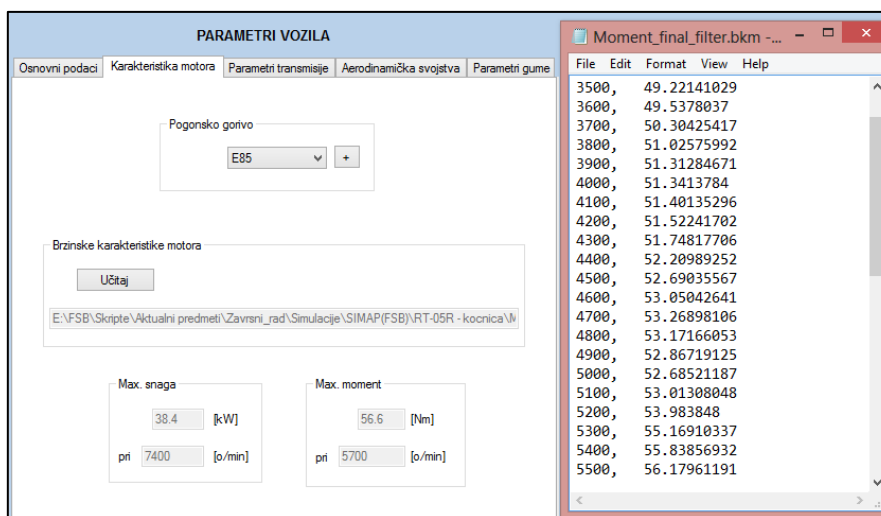 PARAMETRI VOZILA
Osnovni podaci Karakteristika motora Parametri transmisije Aerodinamička svojstva Parametri gume
Pogonsko gorivo
E85 +
Brzinske karakteristike motora
Učitaj
E:\FSB\Skripte\Aktualni predmeti\Zavrsni_rad\Simulacije\SIMAP(FSB)\RT-05R - kocnica\M
Max. snaga
38.4 [kW]
pri 7400 [o/min]
Max. moment
56.6 [Nm]
pri 5700 [o/min]
Moment_final_filter.bkm -...
File Edit Format View Help
3500, 49.22141029
3600, 49.5378037
3700, 50.30425417
3800, 51.02575992
3900, 51.31284671
4000, 51.3413784
4100, 51.40135296
4200, 51.52241702
4300, 51.74817706
4400, 52.20989252
4500, 52.69035567
4600, 53.05042641
4700, 53.26898106
4800, 53.17166053
4900, 52.86719125
5000, 52.68521187
5100, 53.01308048
5200, 53.983848
5300, 55.16910337
5400, 55.83856932
5500, 56.17961191